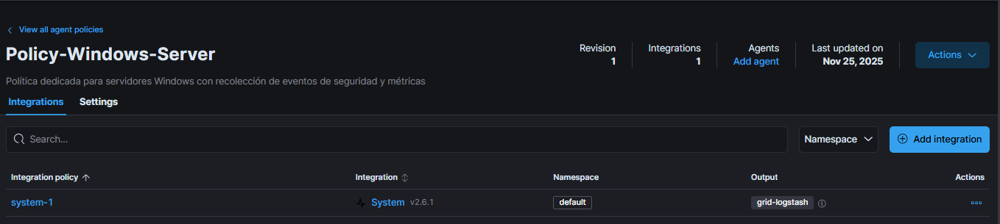 View all agent policies
Policy-Windows-Server
Revision Integrations Agents Last updated on
1 1 Add agent Nov 25, 2025
Actions
Política dedicada para servidores Windows con recolección de eventos de seguridad y métricas
Integrations Settings
Search... Namespace Add integration
Integration policy Integration Namespace Output Actions
system-1 System v2.6.1 default grid-logstash